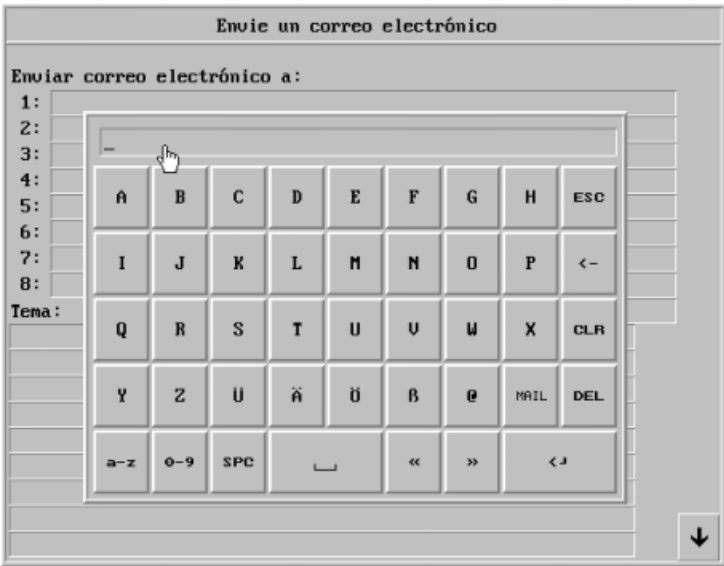 Envie un correo electrónico
Enviar correo electrónico a:
1:
2:
3:
4:
5:
6:
7:
8:
Tema:
_
A B C D E F G H ESC
I J K L M N O P <-
Q R S T U V W X CLR
Y Z Ü Ä Ö ß @ MAIL DEL
a-z 0-9 SPC « »